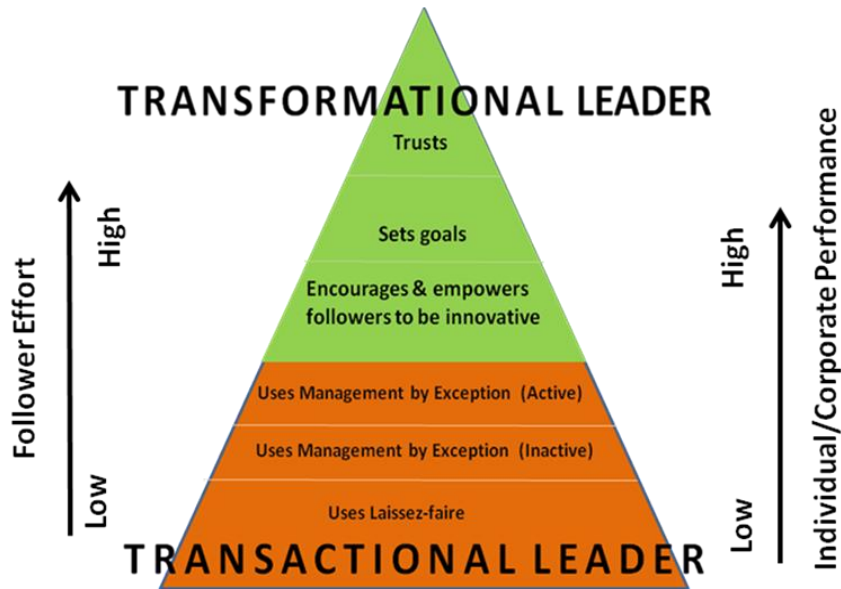 TRANSFORMATIONAL LEADER
Trusts
Sets goals
Encourages & empowers
followers to be innovative
Uses Management by Exception (Active)
Uses Management by Exception (Inactive)
Uses Laissez-faire
TRANSACTIONAL LEADER
Follower Effort
High
Low
High
Low
Individual/Corporate Performance